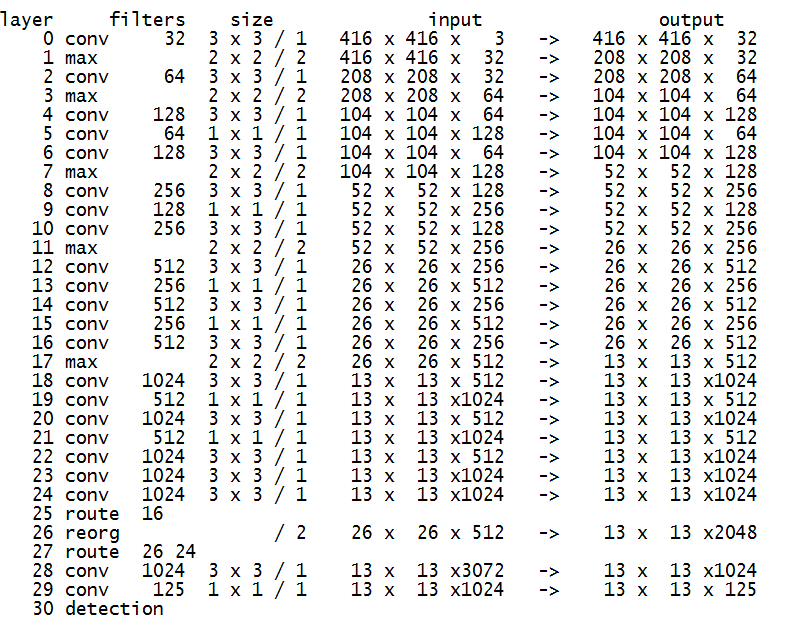 layer     filters    size              input                output
    0 conv     32  3 x 3 / 1   416 x 416 x   3   ->   416 x 416 x  32
    1 max          2 x 2 / 2   416 x 416 x  32   ->   208 x 208 x  32
    2 conv     64  3 x 3 / 1   208 x 208 x  32   ->   208 x 208 x  64
    3 max          2 x 2 / 2   208 x 208 x  64   ->   104 x 104 x  64
    4 conv    128  3 x 3 / 1   104 x 104 x  64   ->   104 x 104 x 128
    5 conv     64  1 x 1 / 1   104 x 104 x 128   ->   104 x 104 x  64
    6 conv    128  3 x 3 / 1   104 x 104 x  64   ->   104 x 104 x 128
    7 max          2 x 2 / 2   104 x 104 x 128   ->    52 x  52 x 128
    8 conv    256  3 x 3 / 1    52 x  52 x 128   ->    52 x  52 x 256
    9 conv    128  1 x 1 / 1    52 x  52 x 256   ->    52 x  52 x 128
   10 conv    256  3 x 3 / 1    52 x  52 x 128   ->    52 x  52 x 256
   11 max          2 x 2 / 2    52 x  52 x 256   ->    26 x  26 x 256
   12 conv    512  3 x 3 / 1    26 x  26 x 256   ->    26 x  26 x 512
   13 conv    256  1 x 1 / 1    26 x  26 x 512   ->    26 x  26 x 256
   14 conv    512  3 x 3 / 1    26 x  26 x 256   ->    26 x  26 x 512
   15 conv    256  1 x 1 / 1    26 x  26 x 512   ->    26 x  26 x 256
   16 conv    512  3 x 3 / 1    26 x  26 x 256   ->    26 x  26 x 512
   17 max          2 x 2 / 2    26 x  26 x 512   ->    13 x  13 x 512
   18 conv   1024  3 x 3 / 1    13 x  13 x 512   ->    13 x  13 x1024
   19 conv    512  1 x 1 / 1    13 x  13 x1024   ->    13 x  13 x 512
   20 conv   1024  3 x 3 / 1    13 x  13 x 512   ->    13 x  13 x1024
   21 conv    512  1 x 1 / 1    13 x  13 x1024   ->    13 x  13 x 512
   22 conv   1024  3 x 3 / 1    13 x  13 x 512   ->    13 x  13 x1024
   23 conv   1024  3 x 3 / 1    13 x  13 x1024   ->    13 x  13 x1024
   24 conv   1024  3 x 3 / 1    13 x  13 x1024   ->    13 x  13 x1024
   25 route  16
   26 reorg              / 2    26 x  26 x 512   ->    13 x  13 x2048
   27 route  26 24
   28 conv   1024  3 x 3 / 1    13 x  13 x3072   ->    13 x  13 x1024
   29 conv    125  1 x 1 / 1    13 x  13 x1024   ->    13 x  13 x 125
   30 detection